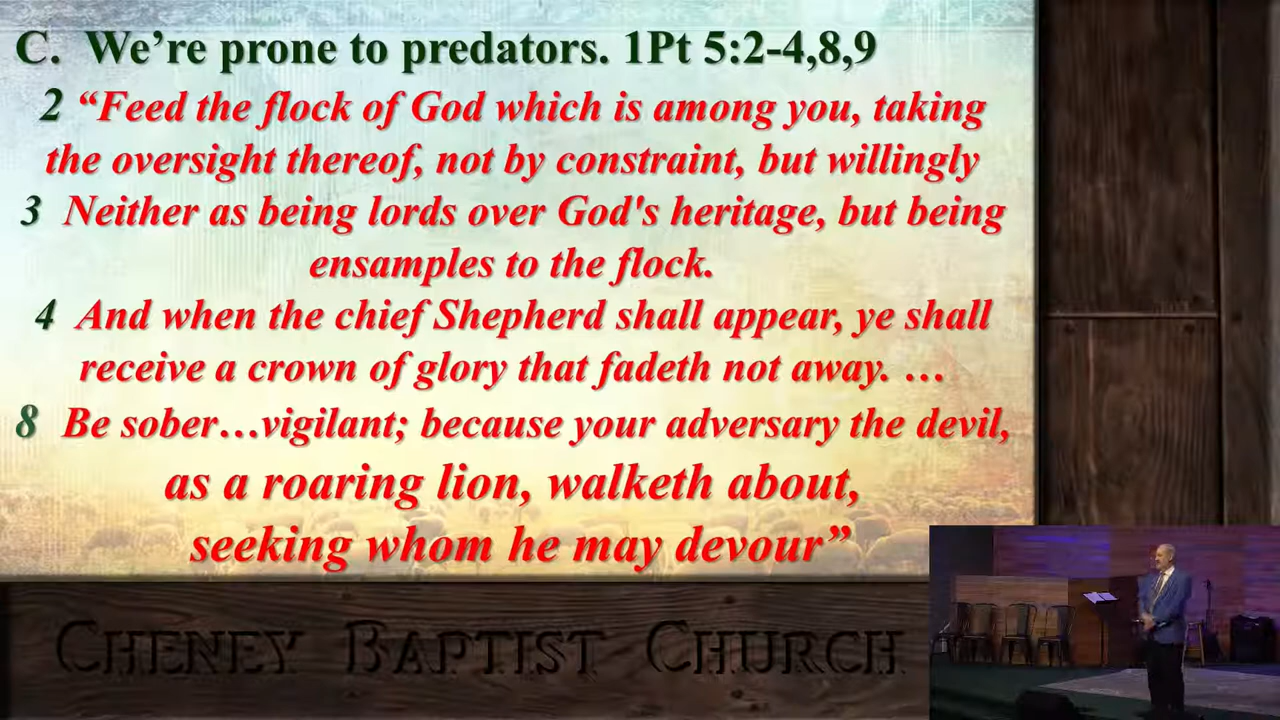 C. We're prone to predators. 1Pt 5:2-4,8,9
2 “Feed the flock of God which is among you, taking
the oversight thereof, not by constraint, but willingly
3 Neither as being lords over God's heritage, but being
ensamples to the flock.
4 And when the chief Shepherd shall appear, ye shall
receive a crown of glory that fadeth not away. …
8 Be sober…vigilant; because your adversary the devil,
as a roaring lion, walketh about,
seeking whom he may devour”
CHENEY BAPTIST CHURCH